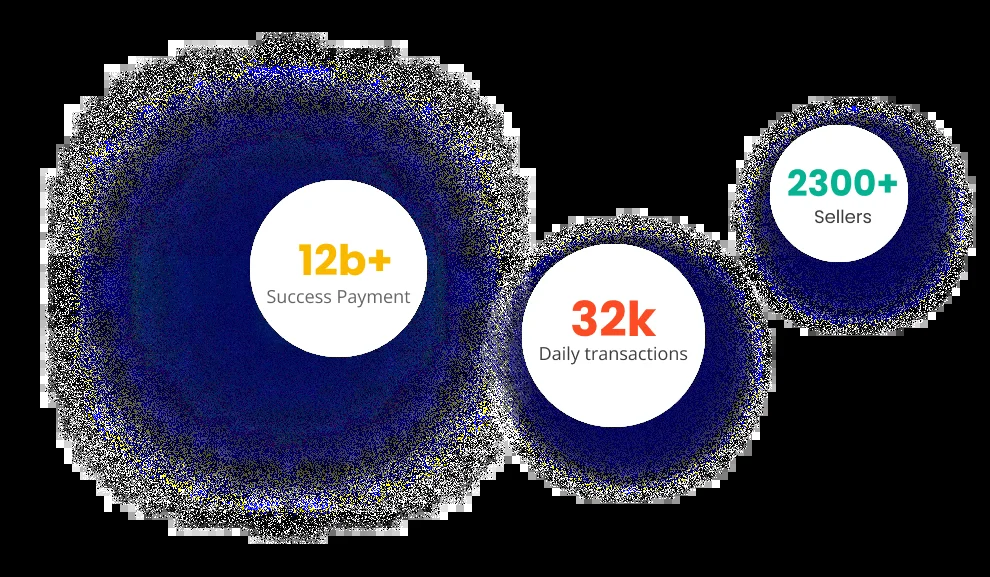 12b+
Success Payment
32k
Daily transactions
2300+
Sellers